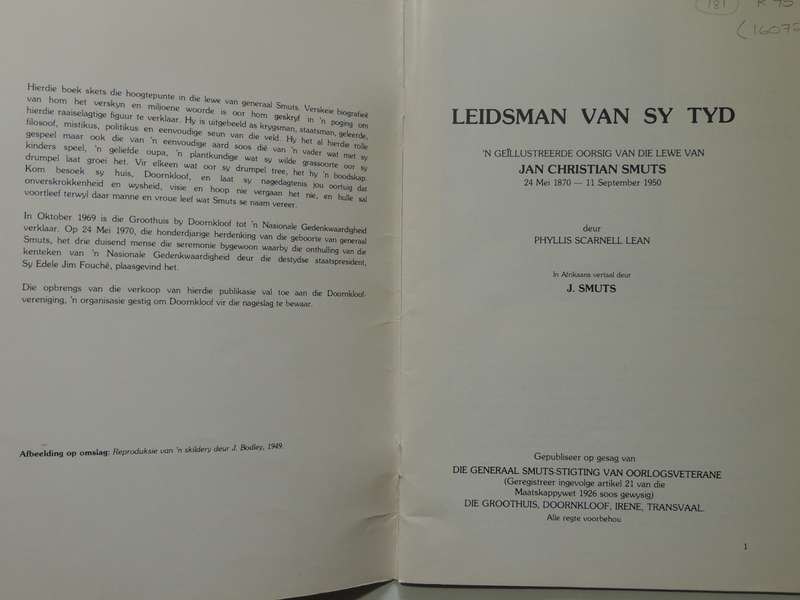 Hierdie boek skets die hoogtepunte in die lewe van generaal Smuts. Verskeie biografieë
van hom het verskyn en miljoene woorde is oor hom geskryf in 'n poging om
hierdie raaiselagtige figuur te verklaar. Hy is uitgebeeld as krygsman, staatsman, geleerde,
filosoof, mistikus, politikus en eenvoudige seun van die veld. Hy het al hierdie rolle
gespeel maar ook die van 'n eenvoudige aard soos dié van 'n vader wat met sy
kinders speel, 'n geliefde oupa, 'n plantkundige wat sy wilde grassoorte oor sy
drumpel laat groei het. Vir elkeen wat oor sy drumpel tree, het hy 'n boodskap.
Kom besoek sy huis, Doornkloof, en laat sy nagedagtenis jou oortuig dat
onverskrokkenheid en wysheid, visie en hoop nie vergaan het nie, en hulle sal
voortleef terwyl daar manne en vroue leef wat Smuts se naam vereer.
In Oktober 1969 is die Groothuis by Doornkloof tot 'n Nasionale Gedenkwaardigheid
verklaar. Op 24 Mei 1970, die honderdjarige herdenking van die geboorte van generaal
Smuts, het drie duisend mense die seremonie bygewoon waarby die onthulling van die
kenteken van 'n Nasionale Gedenkwaardigheid deur die destydse staatspresident,
Sy Edele Jim Fouché, plaasgevind het.
Die opbrengs van die verkoop van hierdie publikasie val toe aan die Doornkloof-
vereniging, 'n organisasie gestig om Doornkloof vir die nageslag te bewaar.
Afbeelding op omslag: Reproduksie van 'n skildery deur J. Bodley, 1949.
(181)
(16072
LEIDSMAN VAN SY TYD
'N GEÏLLUSTREERDE OORSIG VAN DIE LEWE VAN
JAN CHRISTIAN SMUTS
24 Mei 1870 — 11 September 1950
deur
PHYLLIS SCARNELL LEAN
In Afrikaans vertaal deur
J. SMUTS
Gepubliseer op gesag van
DIE GENERAAL SMUTS-STIGTING VAN OORLOGSVETERANE
(Geregistreer ingevolge artikel 21 van die
Maatskappywet 1926 soos gewysig)
DIE GROOTHUIS, DOORNKLOOF, IRENE, TRANSVAAL.
Alle regte voorbehou
1